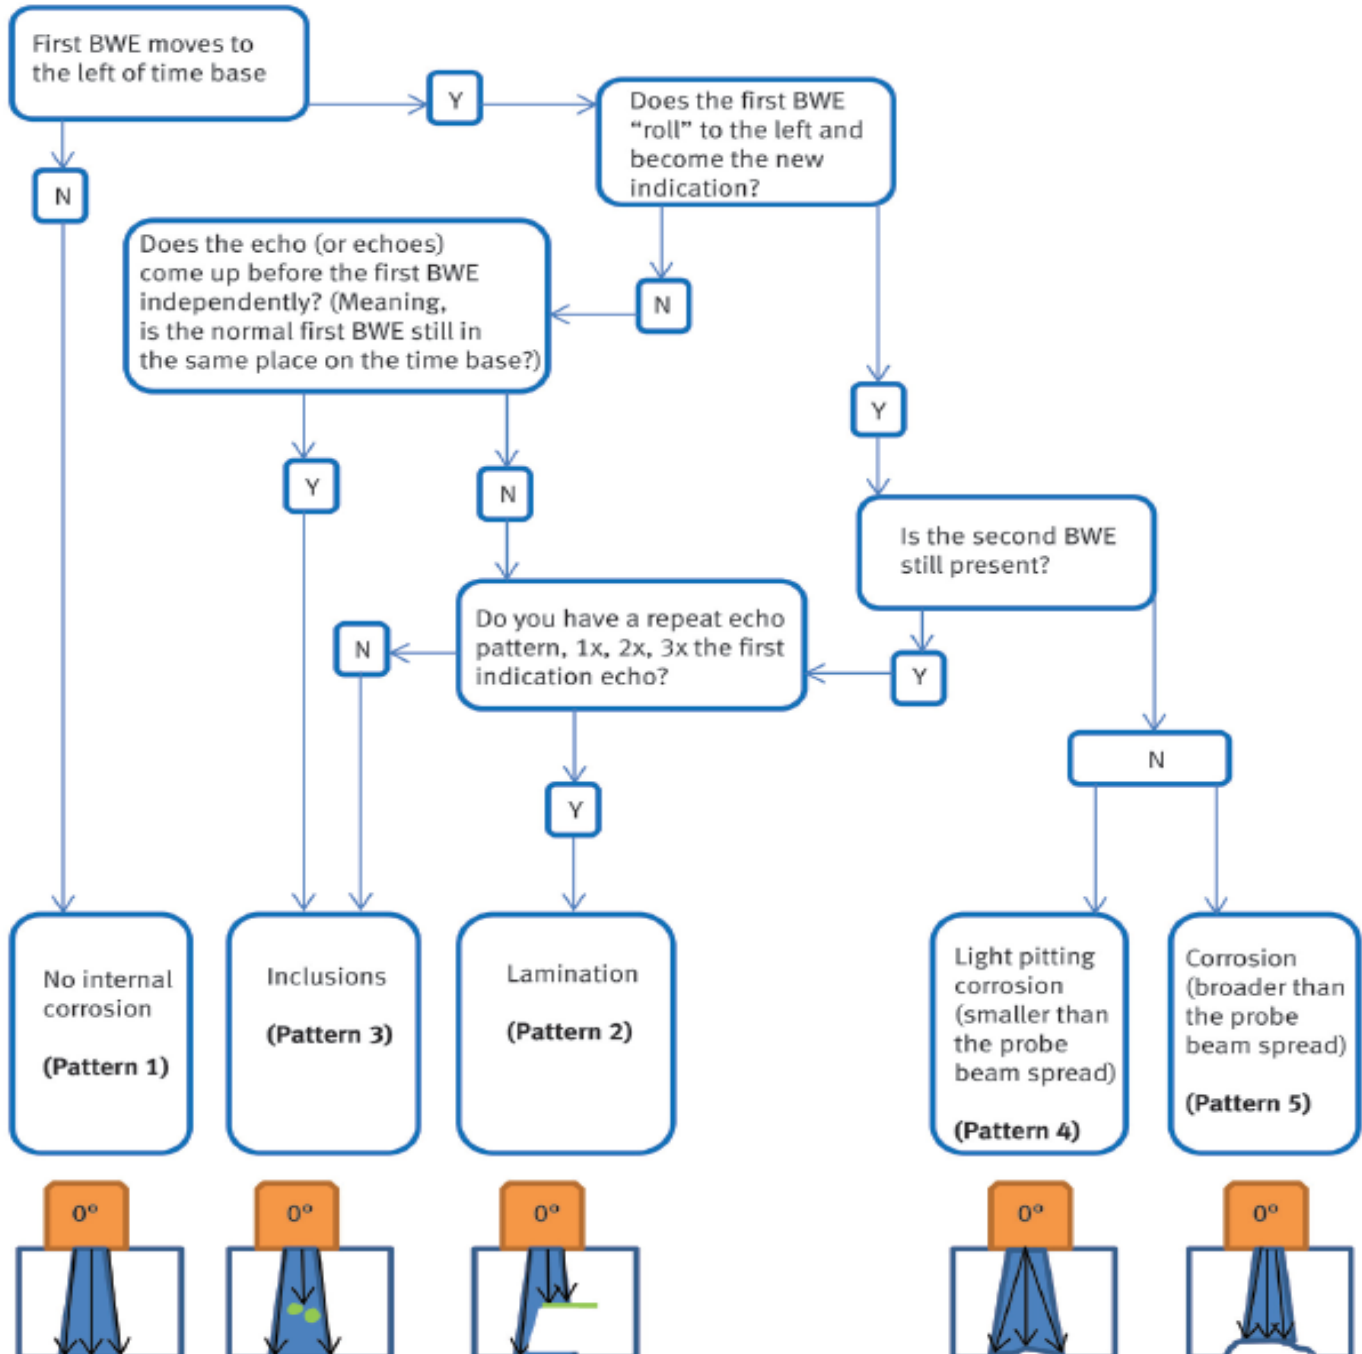 First BWE moves to
the left of time base
Y
Does the first BWE
“roll” to the left and
become the new
indication?
N
Does the echo (or echoes)
come up before the first BWE
independently? (Meaning,
is the normal first BWE still in
the same place on the time base?)
N
Y
Y
N
Is the second BWE
still present?
Do you have a repeat echo
pattern, 1x, 2x, 3x the first
indication echo?
N
Y
N
Y
No internal
corrosion
(Pattern 1)
Inclusions
(Pattern 3)
Lamination
(Pattern 2)
Light pitting
corrosion
(smaller than
the probe
beam spread)
(Pattern 4)
Corrosion
(broader than
the probe
beam spread)
(Pattern 5)
0°
0°
0°
0°
0°